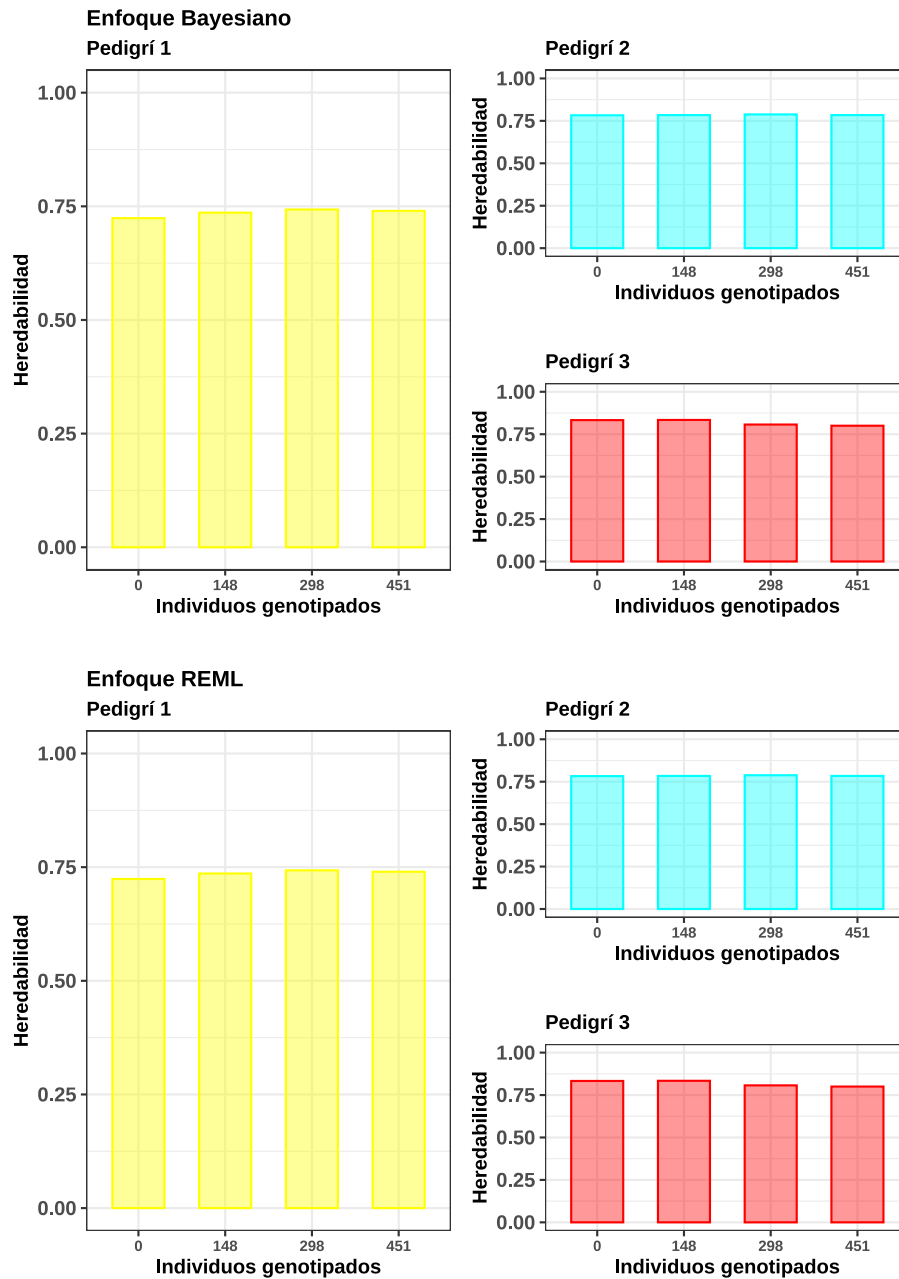 Enfoque Bayesiano
Pedigrí 1
1.00
0.75
0.50
0.25
0.00
Heredabilidad
0 148 298 451
Individuos genotipados
Pedigrí 2
1.00
0.75
0.50
0.25
0.00
Heredabilidad
0 148 298 451
Individuos genotipados
Pedigrí 3
1.00
0.75
0.50
0.25
0.00
Heredabilidad
0 148 298 451
Individuos genotipados
Enfoque REML
Pedigrí 1
1.00
0.75
0.50
0.25
0.00
Heredabilidad
0 148 298 451
Individuos genotipados
Pedigrí 2
1.00
0.75
0.50
0.25
0.00
Heredabilidad
0 148 298 451
Individuos genotipados
Pedigrí 3
1.00
0.75
0.50
0.25
0.00
Heredabilidad
0 148 298 451
Individuos genotipados